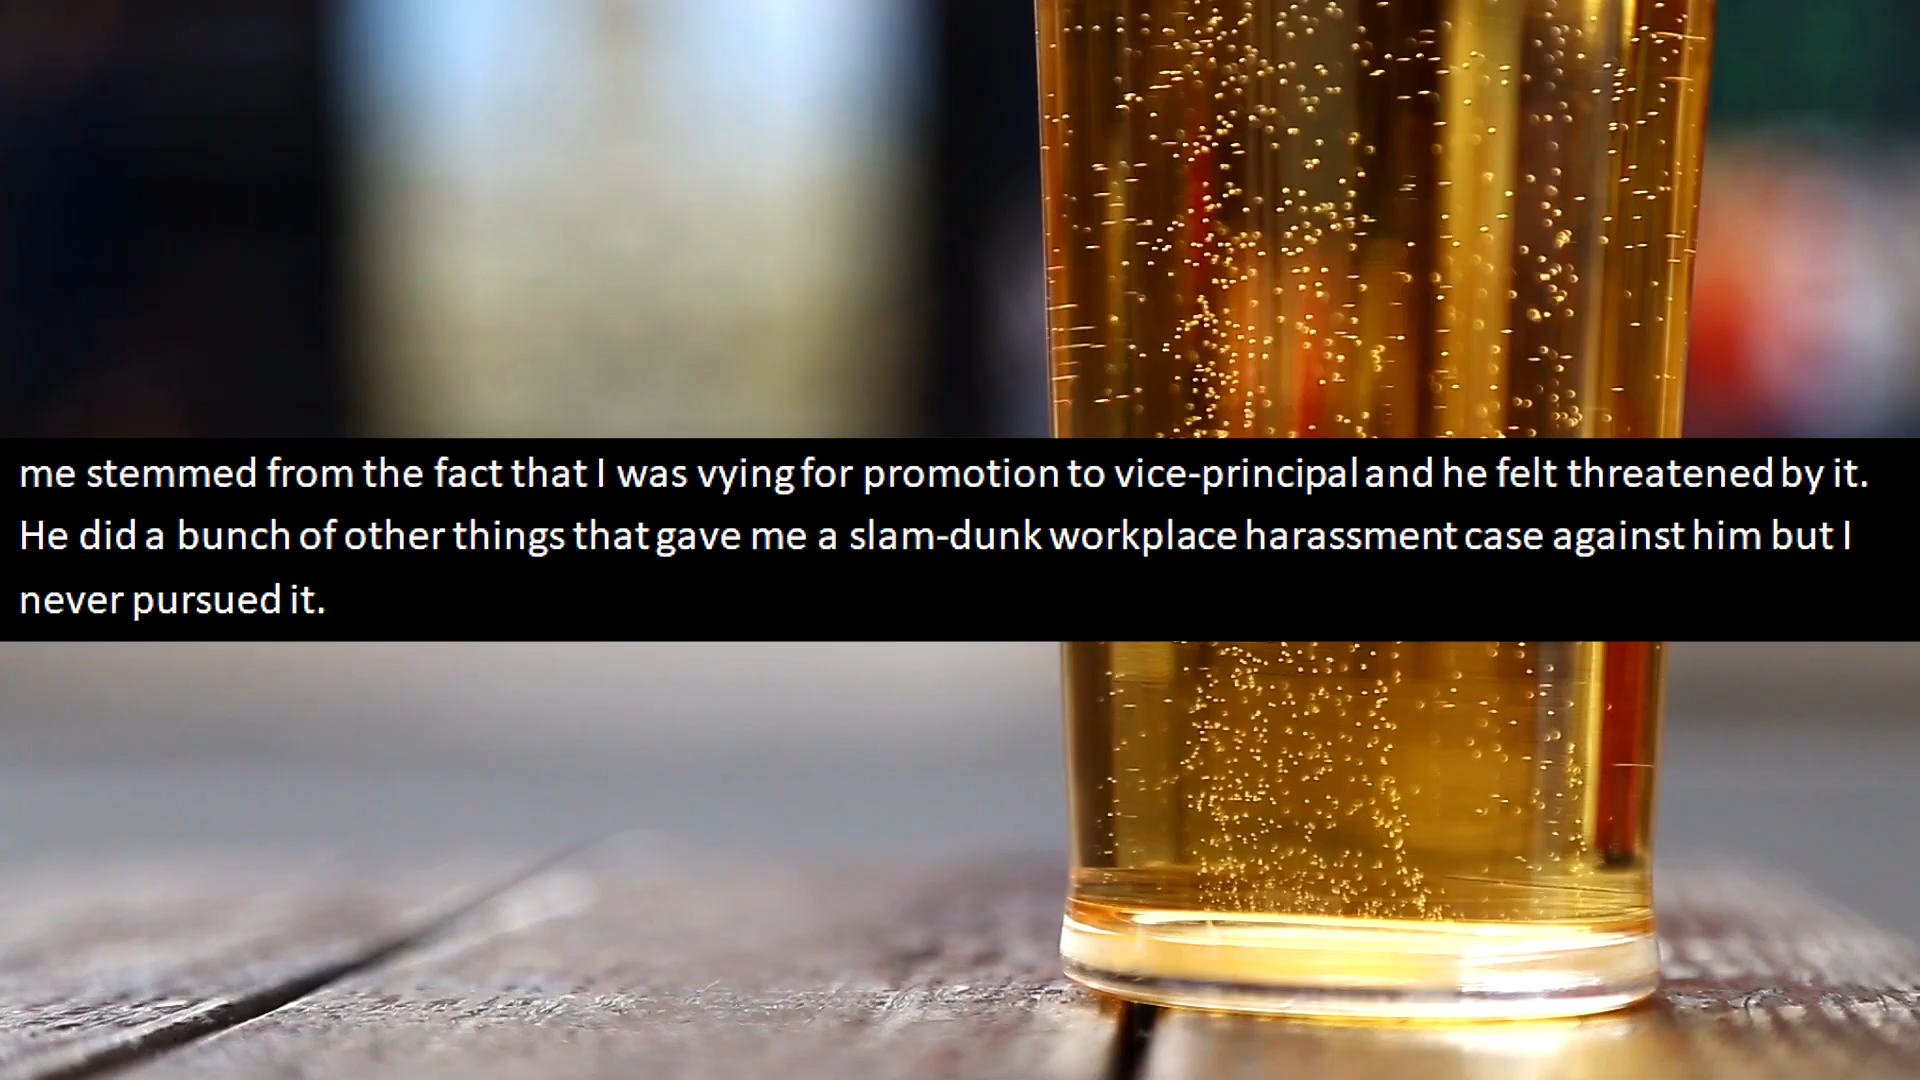 me stemmed from the fact that I was vying for promotion to vice-principal and he felt threatened by it.
He did a bunch of other things that gave me a slam-dunk workplace harassment case against him but I
never pursued it.